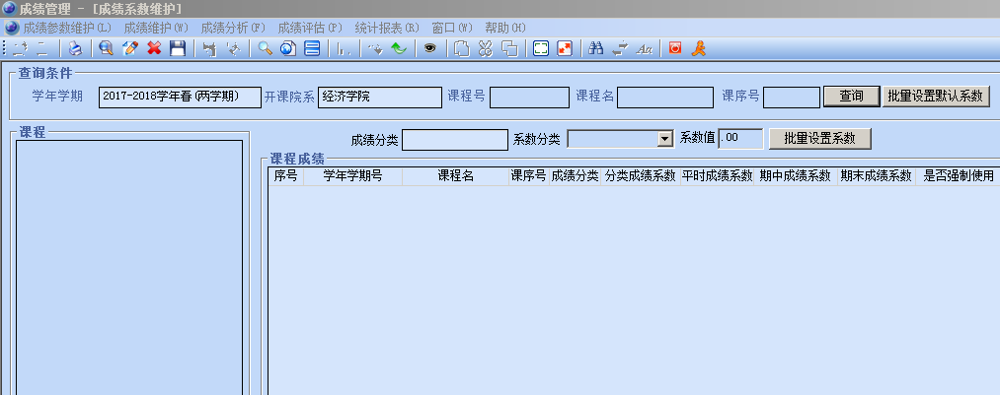 成绩管理 - [成绩系数维护]
成绩参数维护(L) 成绩维护(W) 成绩分析(F) 成绩评估(P) 统计报表(R) 窗口(W) 帮助(H)
查询条件
学年学期 2017-2018学年春(两学期) 开课院系 经济学院 课程号 课程名 课序号 查询 批量设置默认系数
课程
成绩分类 系数分类 系数值 .00 批量设置系数
课程成绩
序号 学年学期号 课程名 课序号 成绩分类 分类成绩系数 平时成绩系数 期中成绩系数 期末成绩系数 是否强制使用